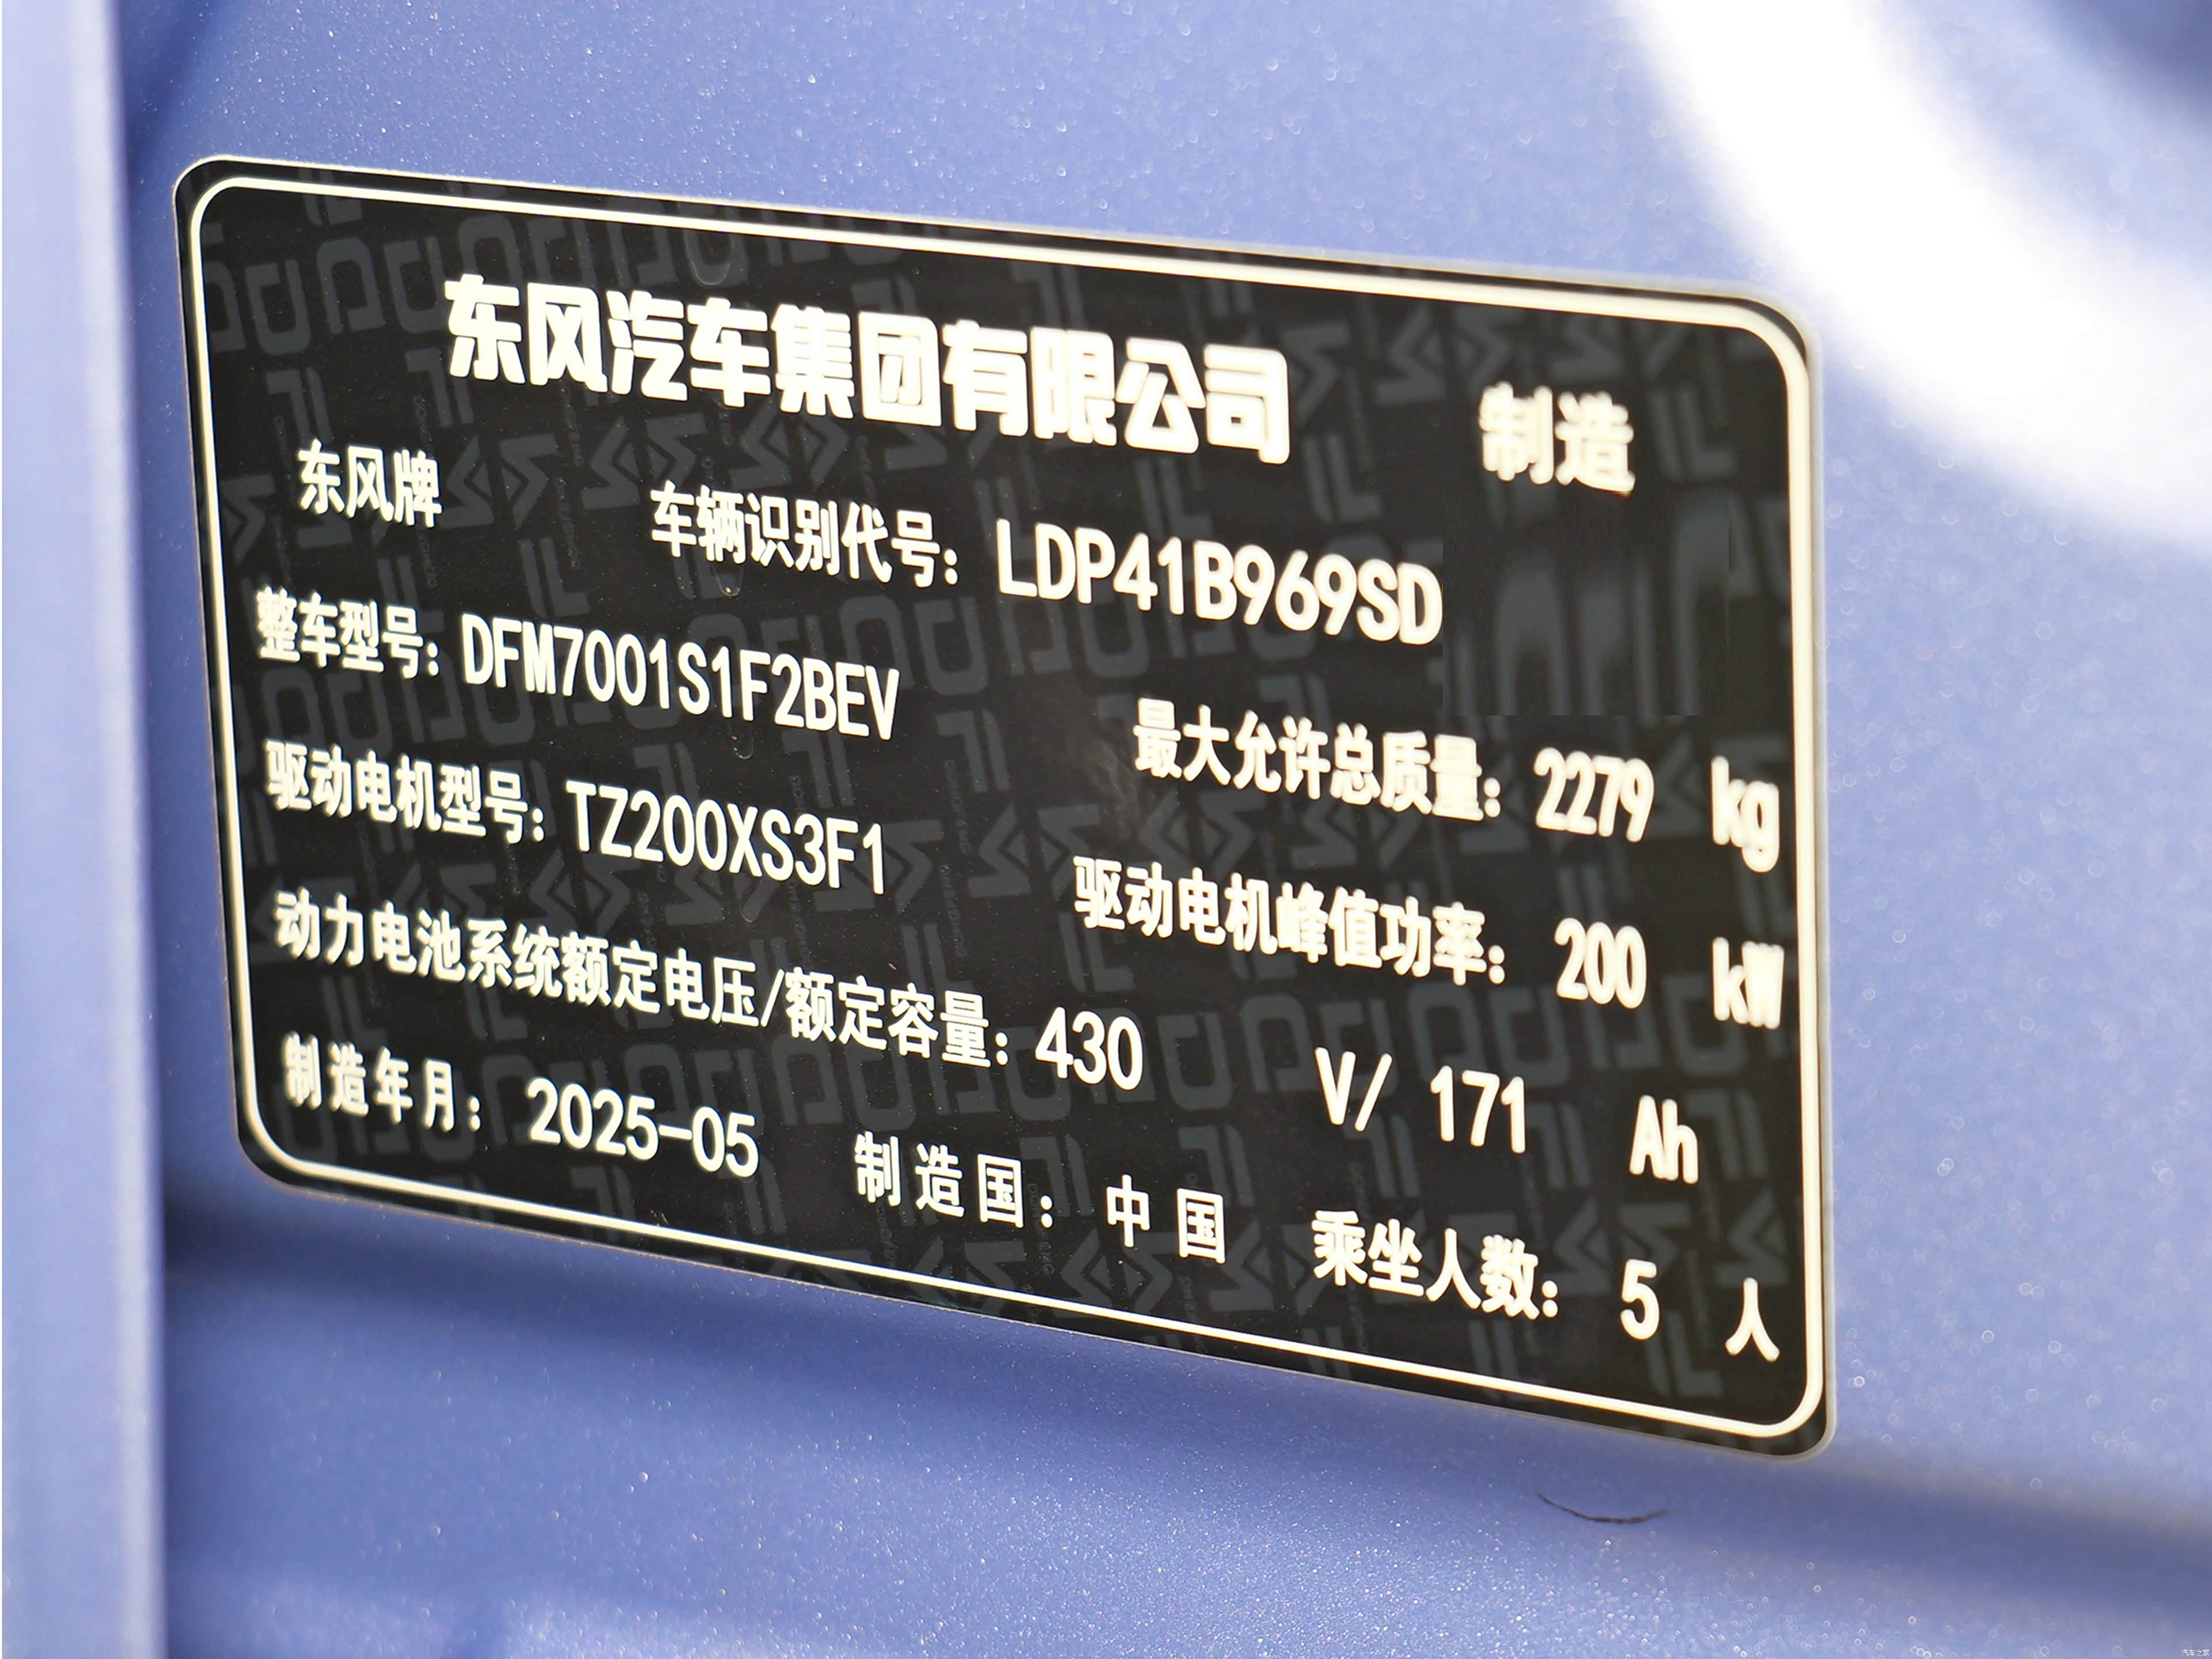 东风汽车集团有限公司 制造
东风牌 车辆识别代号: LDP41B969SD
整车型号: DFM7001S1F2BEV 最大允许总质量: 2279 kg
驱动电机型号: TZ200XS3F1 驱动电机峰值功率: 200 kW
动力电池系统额定电压/额定容量: 430 V/ 171 Ah
制造年月: 2025-05 制造国: 中国 乘坐人数: 5 人
汽车之家